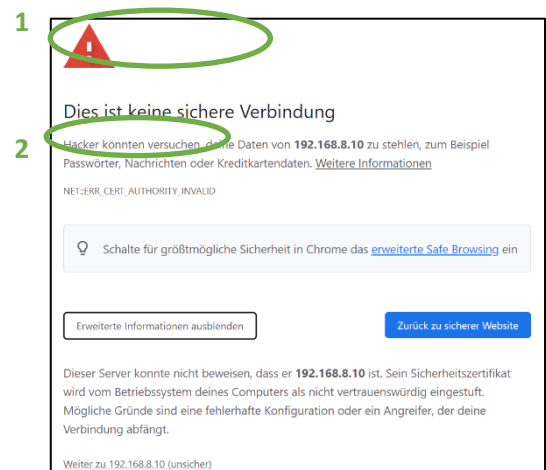 1
Dies ist keine sichere Verbindung
2
Hacker könnten versuchen, deine Daten von 192.168.8.10 zu stehlen, zum Beispiel
Passwörter, Nachrichten oder Kreditkartendaten. Weitere Informationen
NET::ERR_CERT_AUTHORITY_INVALID
Schalte für größtmögliche Sicherheit in Chrome das erweiterte Safe Browsing ein
Erweiterte Informationen ausblenden
Zurück zu sicherer Website
Dieser Server konnte nicht beweisen, dass er 192.168.8.10 ist. Sein Sicherheitszertifikat
wird vom Betriebssystem deines Computers als nicht vertrauenswürdig eingestuft.
Mögliche Gründe sind eine fehlerhafte Konfiguration oder ein Angreifer, der deine
Verbindung abfängt.
Weiter zu 192.168.8.10 (unsicher)